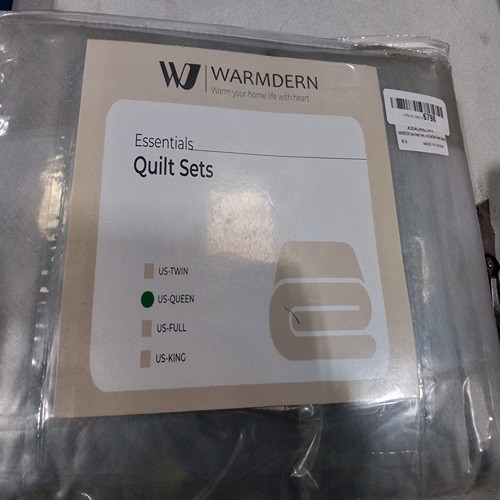 WJ WARMDERN
Warm your home life with heart
Essentials
Quilt Sets
US-TWIN
US-QUEEN
US-FULL
US-KING